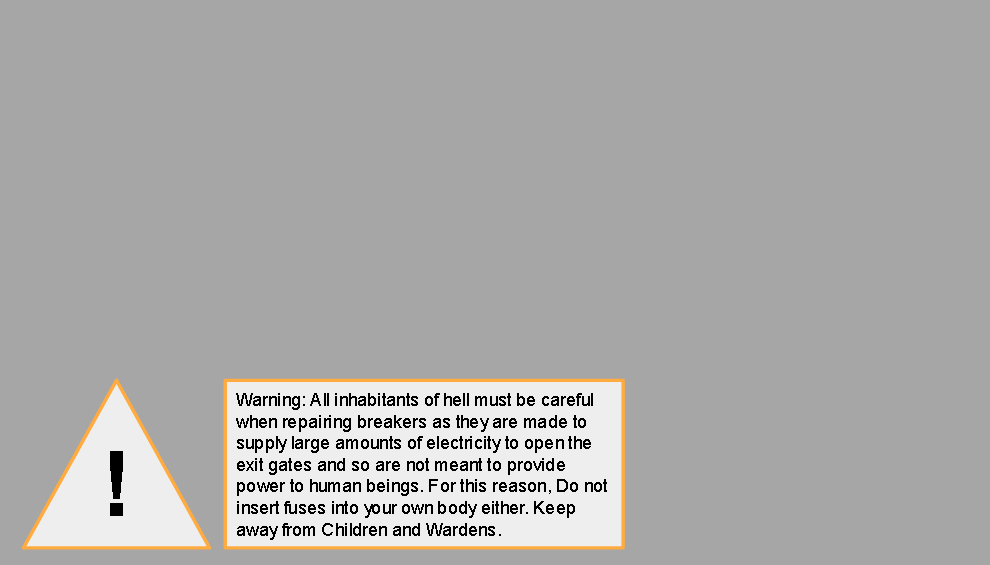 !
Warning: All inhabitants of hell must be careful
when repairing breakers as they are made to
supply large amounts of electricity to open the
exit gates and so are not meant to provide
power to human beings. For this reason, Do not
insert fuses into your own body either. Keep
away from Children and Wardens.